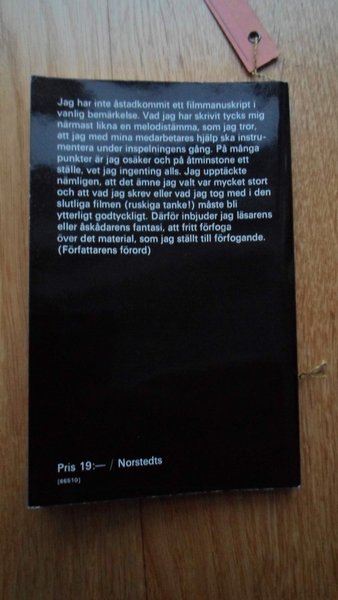 Jag har inte åstadkommit ett filmmanuskript i
vanlig bemärkelse. Vad jag har skrivit tycks mig
närmast likna en melodistämma, som jag tror,
att jag med mina medarbetares hjälp ska instru-
mentera under inspelningens gång. På många
punkter är jag osäker och på åtminstone ett
ställe, vet jag ingenting alls. Jag upptäckte
nämligen, att det ämne jag valt var mycket stort
och att vad jag skrev eller vad jag tog med i den
slutliga filmen (ruskiga tanke!) måste bli
ytterligt godtyckligt. Därför inbjuder jag läsarens
eller åskådarens fantasi, att fritt förfoga
över det material, som jag ställt till förfogande.
(Författarens förord)
Pris 19:— / Norstedts
[66510]